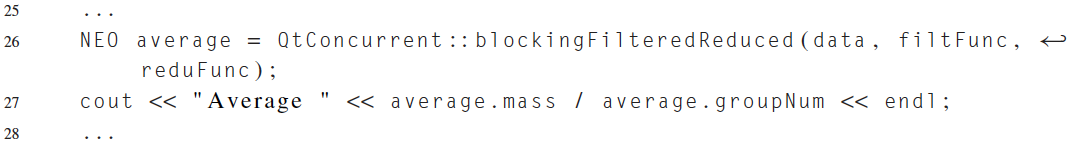 25 ...
26 NEO average = QtConcurrent::blockingFilteredReduced(data, filtFunc, ↩
reduFunc);
27 cout << "Average " << average.mass / average.groupNum << endl;
28 ...